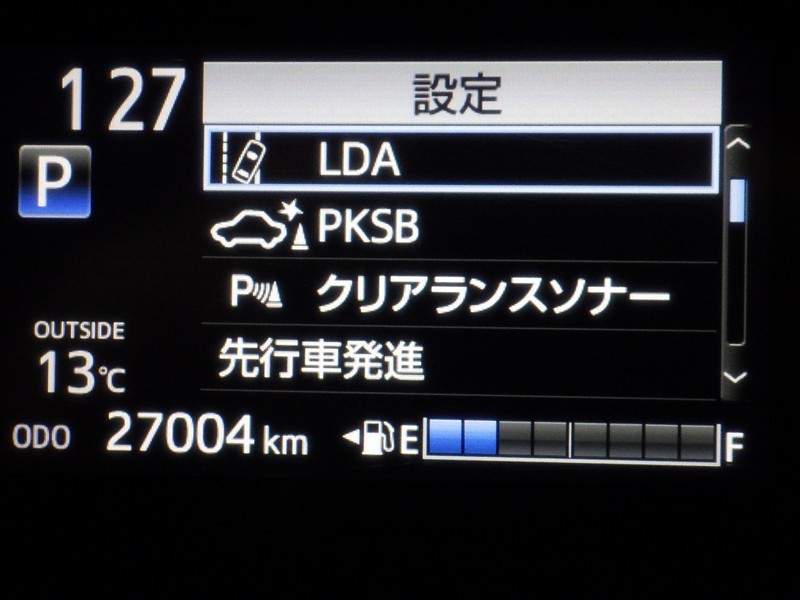 127
設定
P
LDA
PKSB
P クリアランスソナー
先行車発進
OUTSIDE
13℃
ODO 27004 km
E F